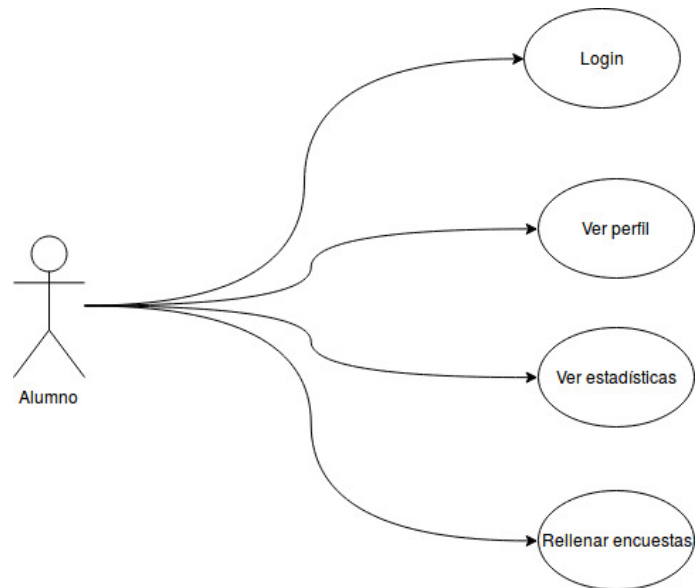 Login
Ver perfil
Alumno
Ver estadísticas
Rellenar encuestas